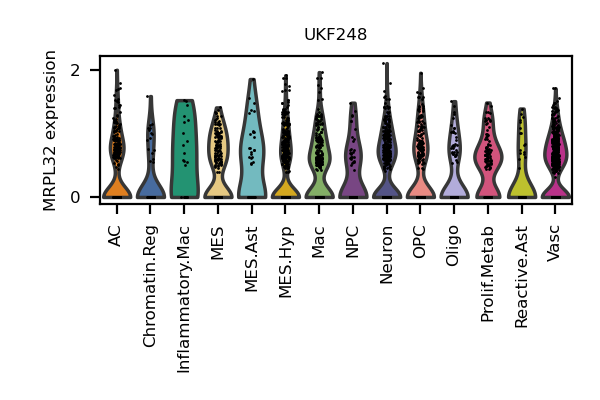 UKF248
MRPL32 expression
2
0
AC
Chromatin.Reg
Inflammatory.Mac
MES
MES.Ast
MES.Hyp
Mac
NPC
Neuron
OPC
Oligo
Prolif.Metab
Reactive.Ast
Vasc